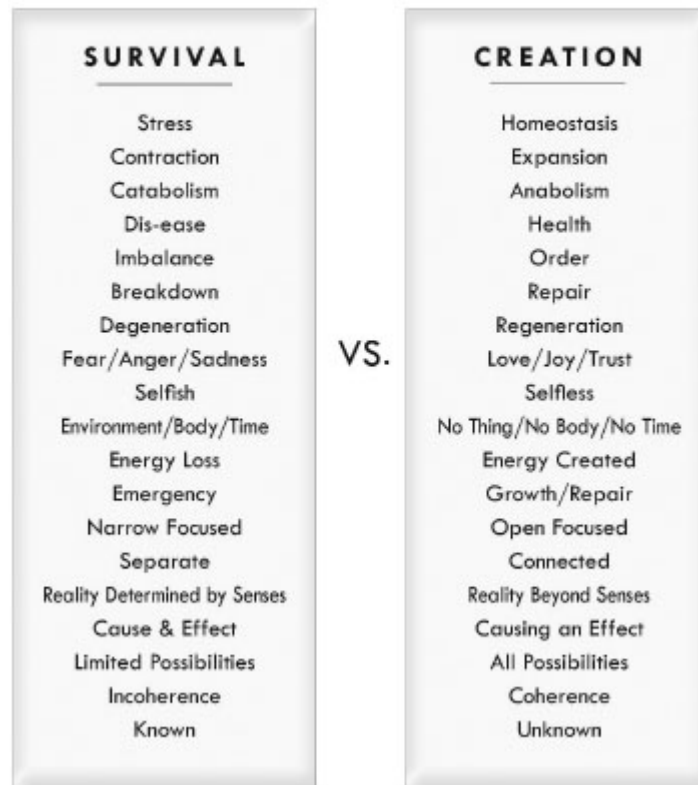 SURVIVAL
Stress
Contraction
Catabolism
Dis-ease
Imbalance
Breakdown
Degeneration
Fear/Anger/Sadness
Selfish
Environment/Body/Time
Energy Loss
Emergency
Narrow Focused
Separate
Reality Determined by Senses
Cause & Effect
Limited Possibilities
Incoherence
Known
VS.
CREATION
Homeostasis
Expansion
Anabolism
Health
Order
Repair
Regeneration
Love/Joy/Trust
Selfless
No Thing/No Body/No Time
Energy Created
Growth/Repair
Open Focused
Connected
Reality Beyond Senses
Causing an Effect
All Possibilities
Coherence
Unknown